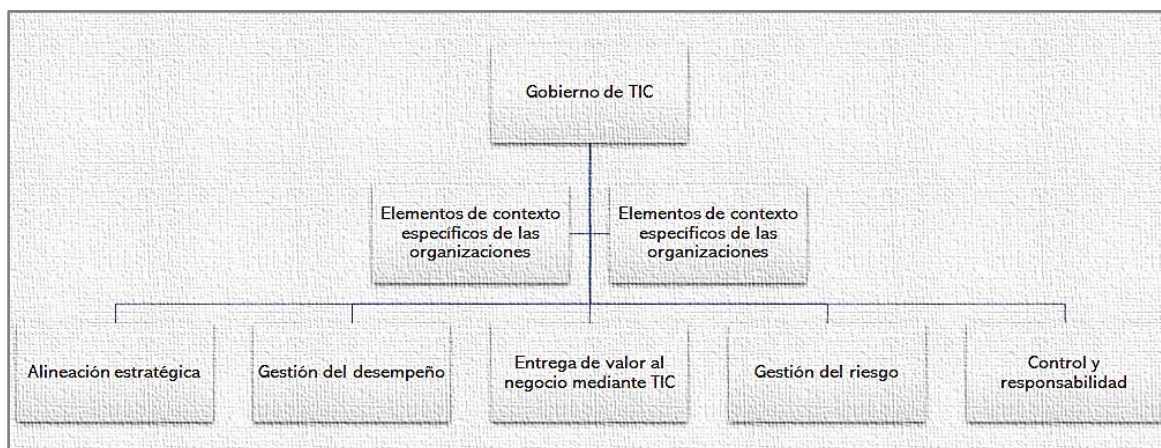 Gobierno de TIC
Elementos de contexto
específicos de las
organizaciones
Elementos de contexto
específicos de las
organizaciones
Alineación estratégica
Gestión del desempeño
Entrega de valor al
negocio mediante TIC
Gestión del riesgo
Control y
responsabilidad